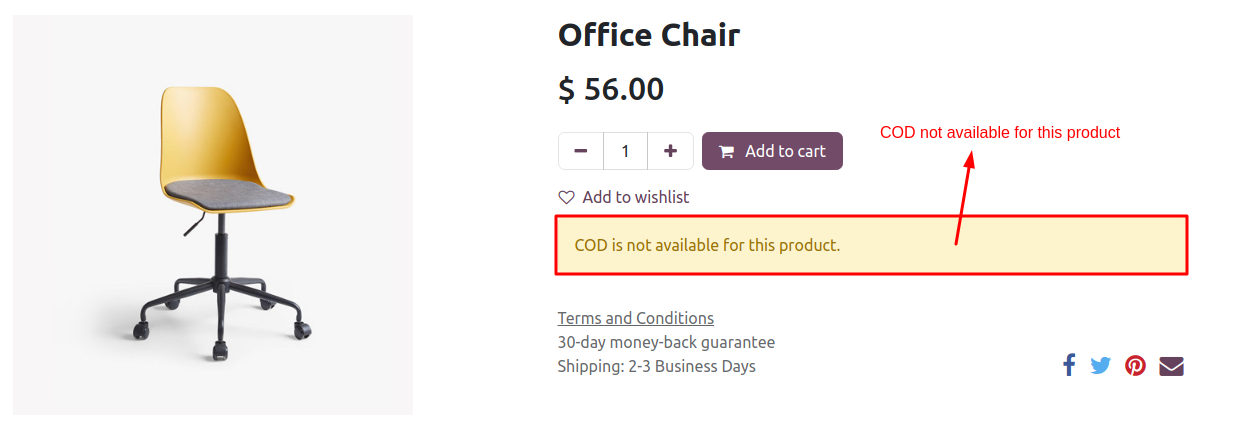 Office Chair
$ 56.00
COD not available for this product
1
Add to cart
Add to wishlist
COD is not available for this product.
Terms and Conditions
30-day money-back guarantee
Shipping: 2-3 Business Days